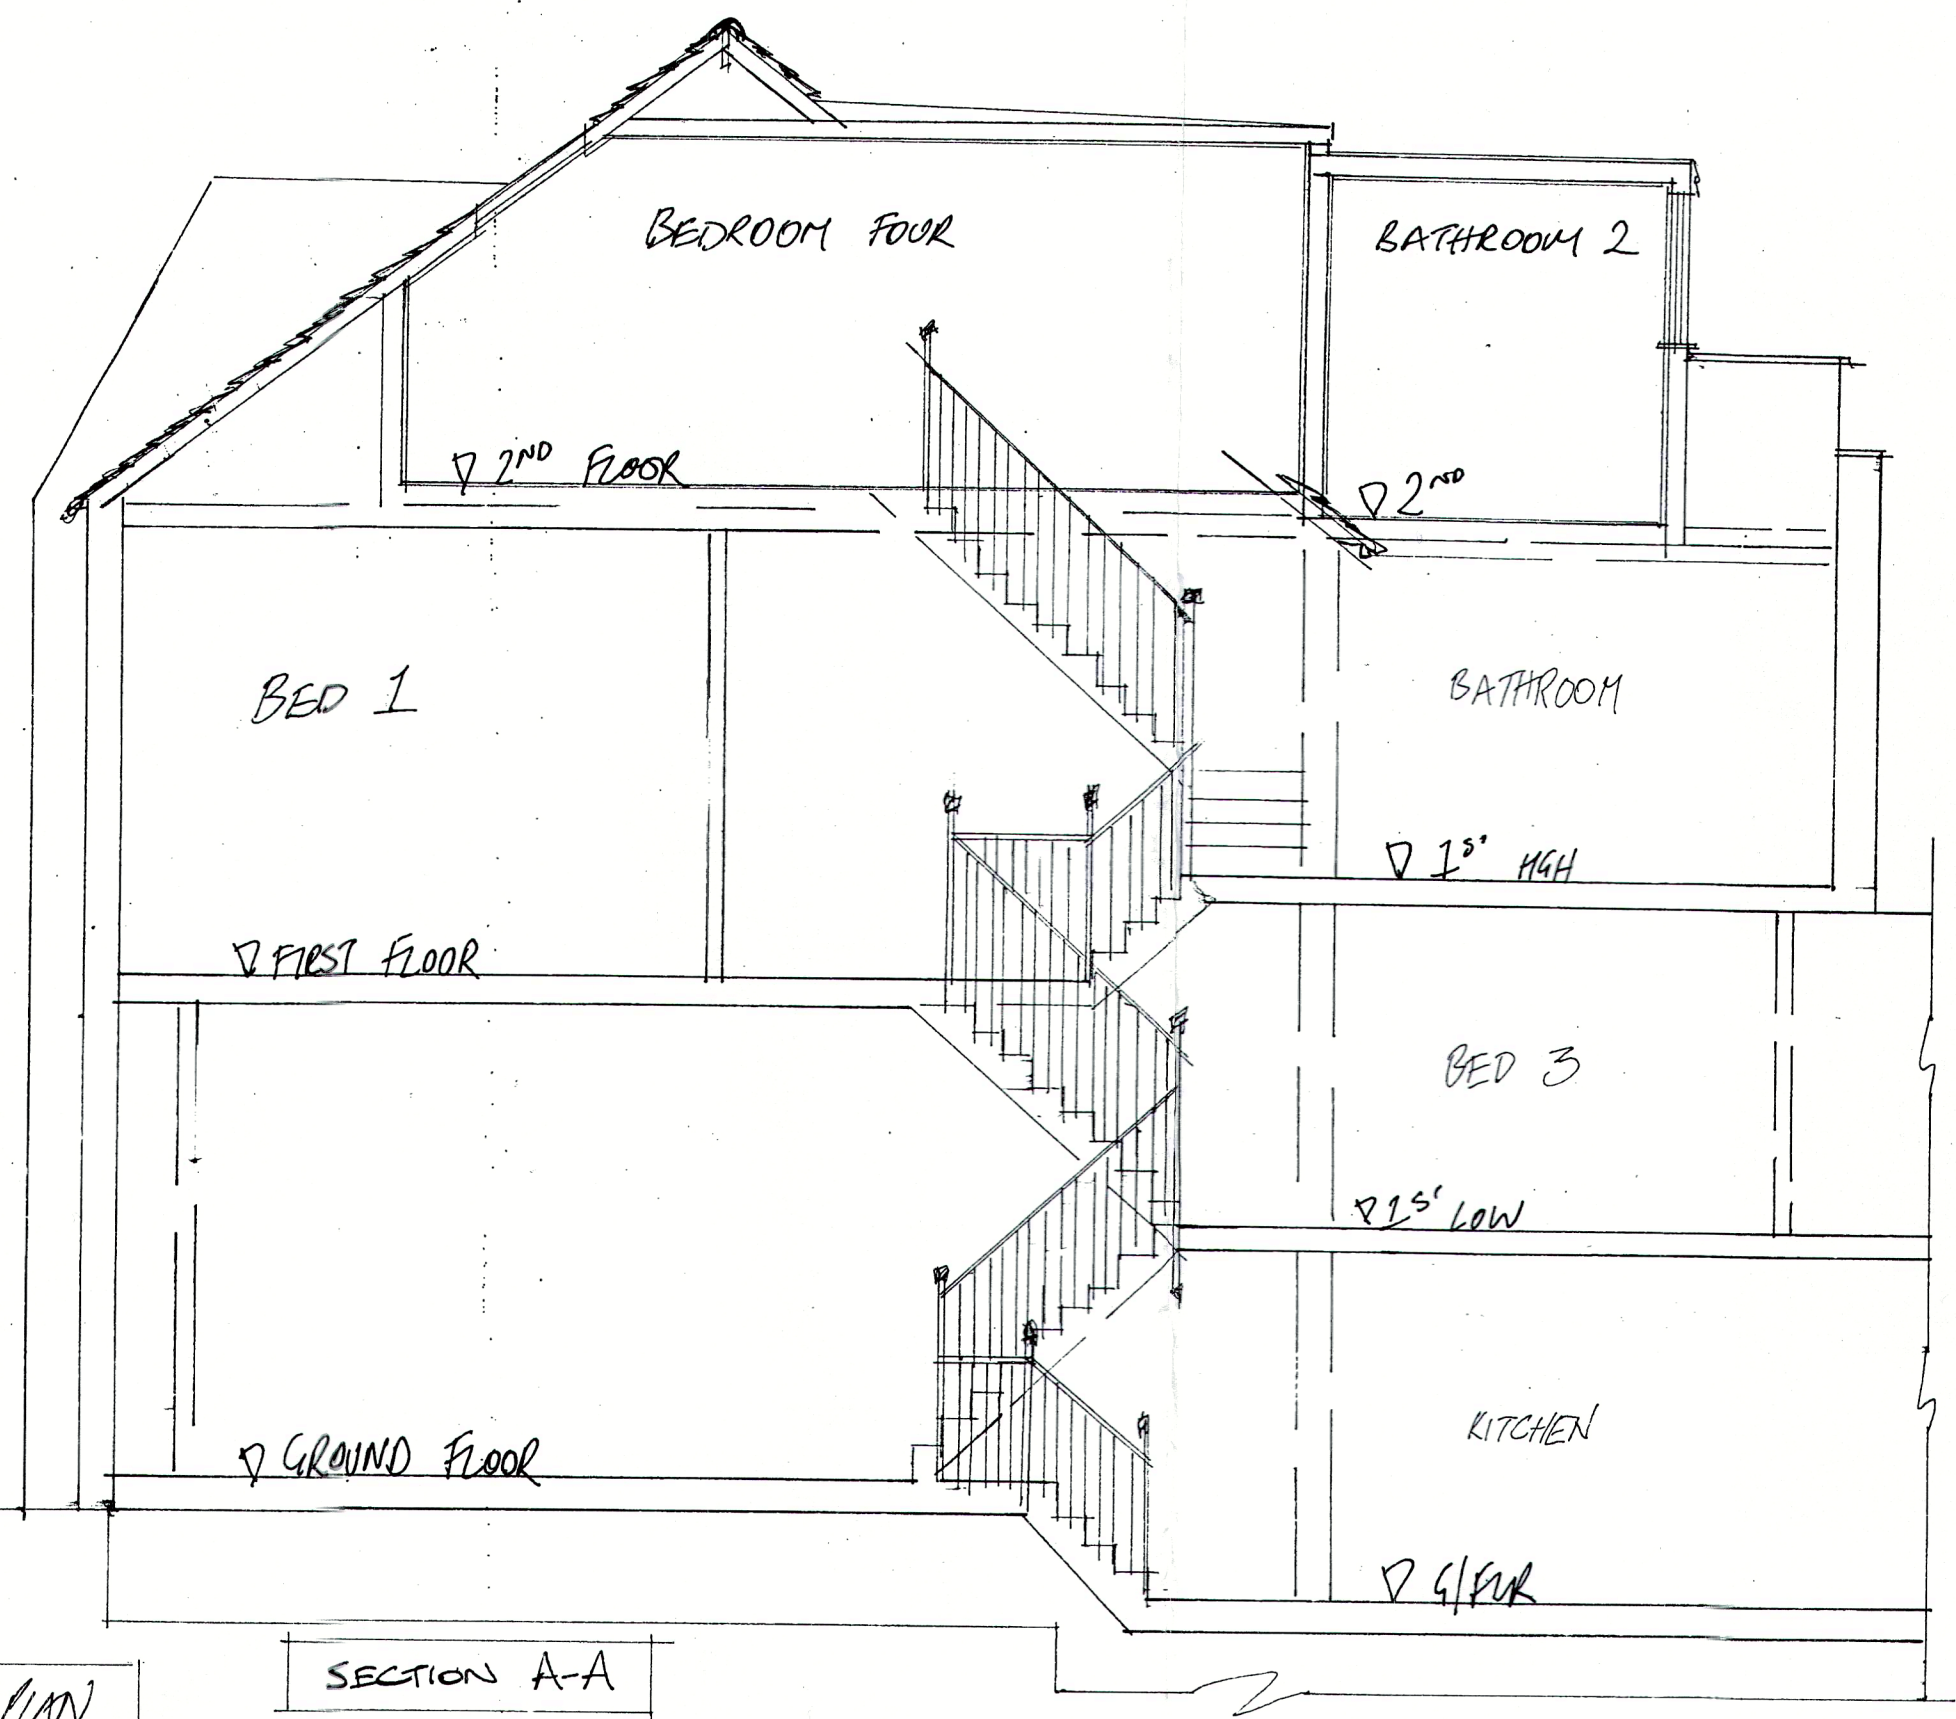 BEDROOM FOUR
BATHROOM 2
2ND FLOOR
2ND
BED 1
BATHROOM
1ST HGH
FIRST FLOOR
BED 3
1ST LOW
KITCHEN
GROUND FLOOR
G/FLR
SECTION A-A
PLAN